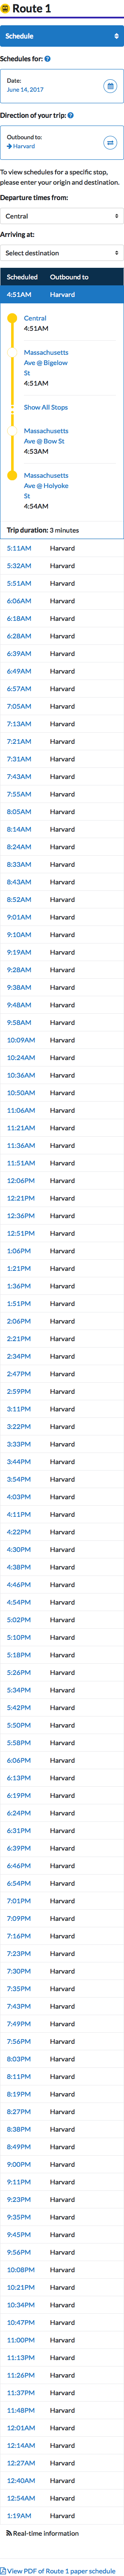 Route 1
Schedule
Schedules for:
Date:
June 14, 2017
Direction of your trip:
Outbound to:
Harvard
To view schedules for a specific stop,
please enter your origin and destination.
Departure times from:
Central
Arriving at:
Select destination
Scheduled Outbound to
4:51AM Harvard
Central
4:51AM
Massachusetts
Ave @ Bigelow
St
4:51AM
Show All Stops
Massachusetts
Ave @ Bow St
4:53AM
Massachusetts
Ave @ Holyoke
St
4:54AM
Trip duration: 3 minutes
5:11AM Harvard
5:32AM Harvard
5:51AM Harvard
6:06AM Harvard
6:18AM Harvard
6:28AM Harvard
6:39AM Harvard
6:49AM Harvard
6:57AM Harvard
7:05AM Harvard
7:13AM Harvard
7:21AM Harvard
7:31AM Harvard
7:43AM Harvard
7:55AM Harvard
8:05AM Harvard
8:14AM Harvard
8:24AM Harvard
8:33AM Harvard
8:43AM Harvard
8:52AM Harvard
9:01AM Harvard
9:10AM Harvard
9:19AM Harvard
9:28AM Harvard
9:38AM Harvard
9:48AM Harvard
9:58AM Harvard
10:09AM Harvard
10:24AM Harvard
10:36AM Harvard
10:50AM Harvard
11:06AM Harvard
11:21AM Harvard
11:36AM Harvard
11:51AM Harvard
12:06PM Harvard
12:21PM Harvard
12:36PM Harvard
12:51PM Harvard
1:06PM Harvard
1:21PM Harvard
1:36PM Harvard
1:51PM Harvard
2:06PM Harvard
2:21PM Harvard
2:34PM Harvard
2:47PM Harvard
2:59PM Harvard
3:11PM Harvard
3:22PM Harvard
3:33PM Harvard
3:44PM Harvard
3:54PM Harvard
4:03PM Harvard
4:11PM Harvard
4:22PM Harvard
4:30PM Harvard
4:38PM Harvard
4:46PM Harvard
4:54PM Harvard
5:02PM Harvard
5:10PM Harvard
5:18PM Harvard
5:26PM Harvard
5:34PM Harvard
5:42PM Harvard
5:50PM Harvard
5:58PM Harvard
6:06PM Harvard
6:13PM Harvard
6:19PM Harvard
6:24PM Harvard
6:31PM Harvard
6:39PM Harvard
6:46PM Harvard
6:54PM Harvard
7:01PM Harvard
7:09PM Harvard
7:16PM Harvard
7:23PM Harvard
7:30PM Harvard
7:35PM Harvard
7:43PM Harvard
7:49PM Harvard
7:56PM Harvard
8:03PM Harvard
8:11PM Harvard
8:19PM Harvard
8:27PM Harvard
8:38PM Harvard
8:49PM Harvard
9:00PM Harvard
9:11PM Harvard
9:23PM Harvard
9:35PM Harvard
9:45PM Harvard
9:56PM Harvard
10:08PM Harvard
10:21PM Harvard
10:34PM Harvard
10:47PM Harvard
11:00PM Harvard
11:13PM Harvard
11:26PM Harvard
11:37PM Harvard
11:48PM Harvard
12:01AM Harvard
12:14AM Harvard
12:27AM Harvard
12:40AM Harvard
12:54AM Harvard
1:19AM Harvard
Real-time information
View PDF of Route 1 paper schedule